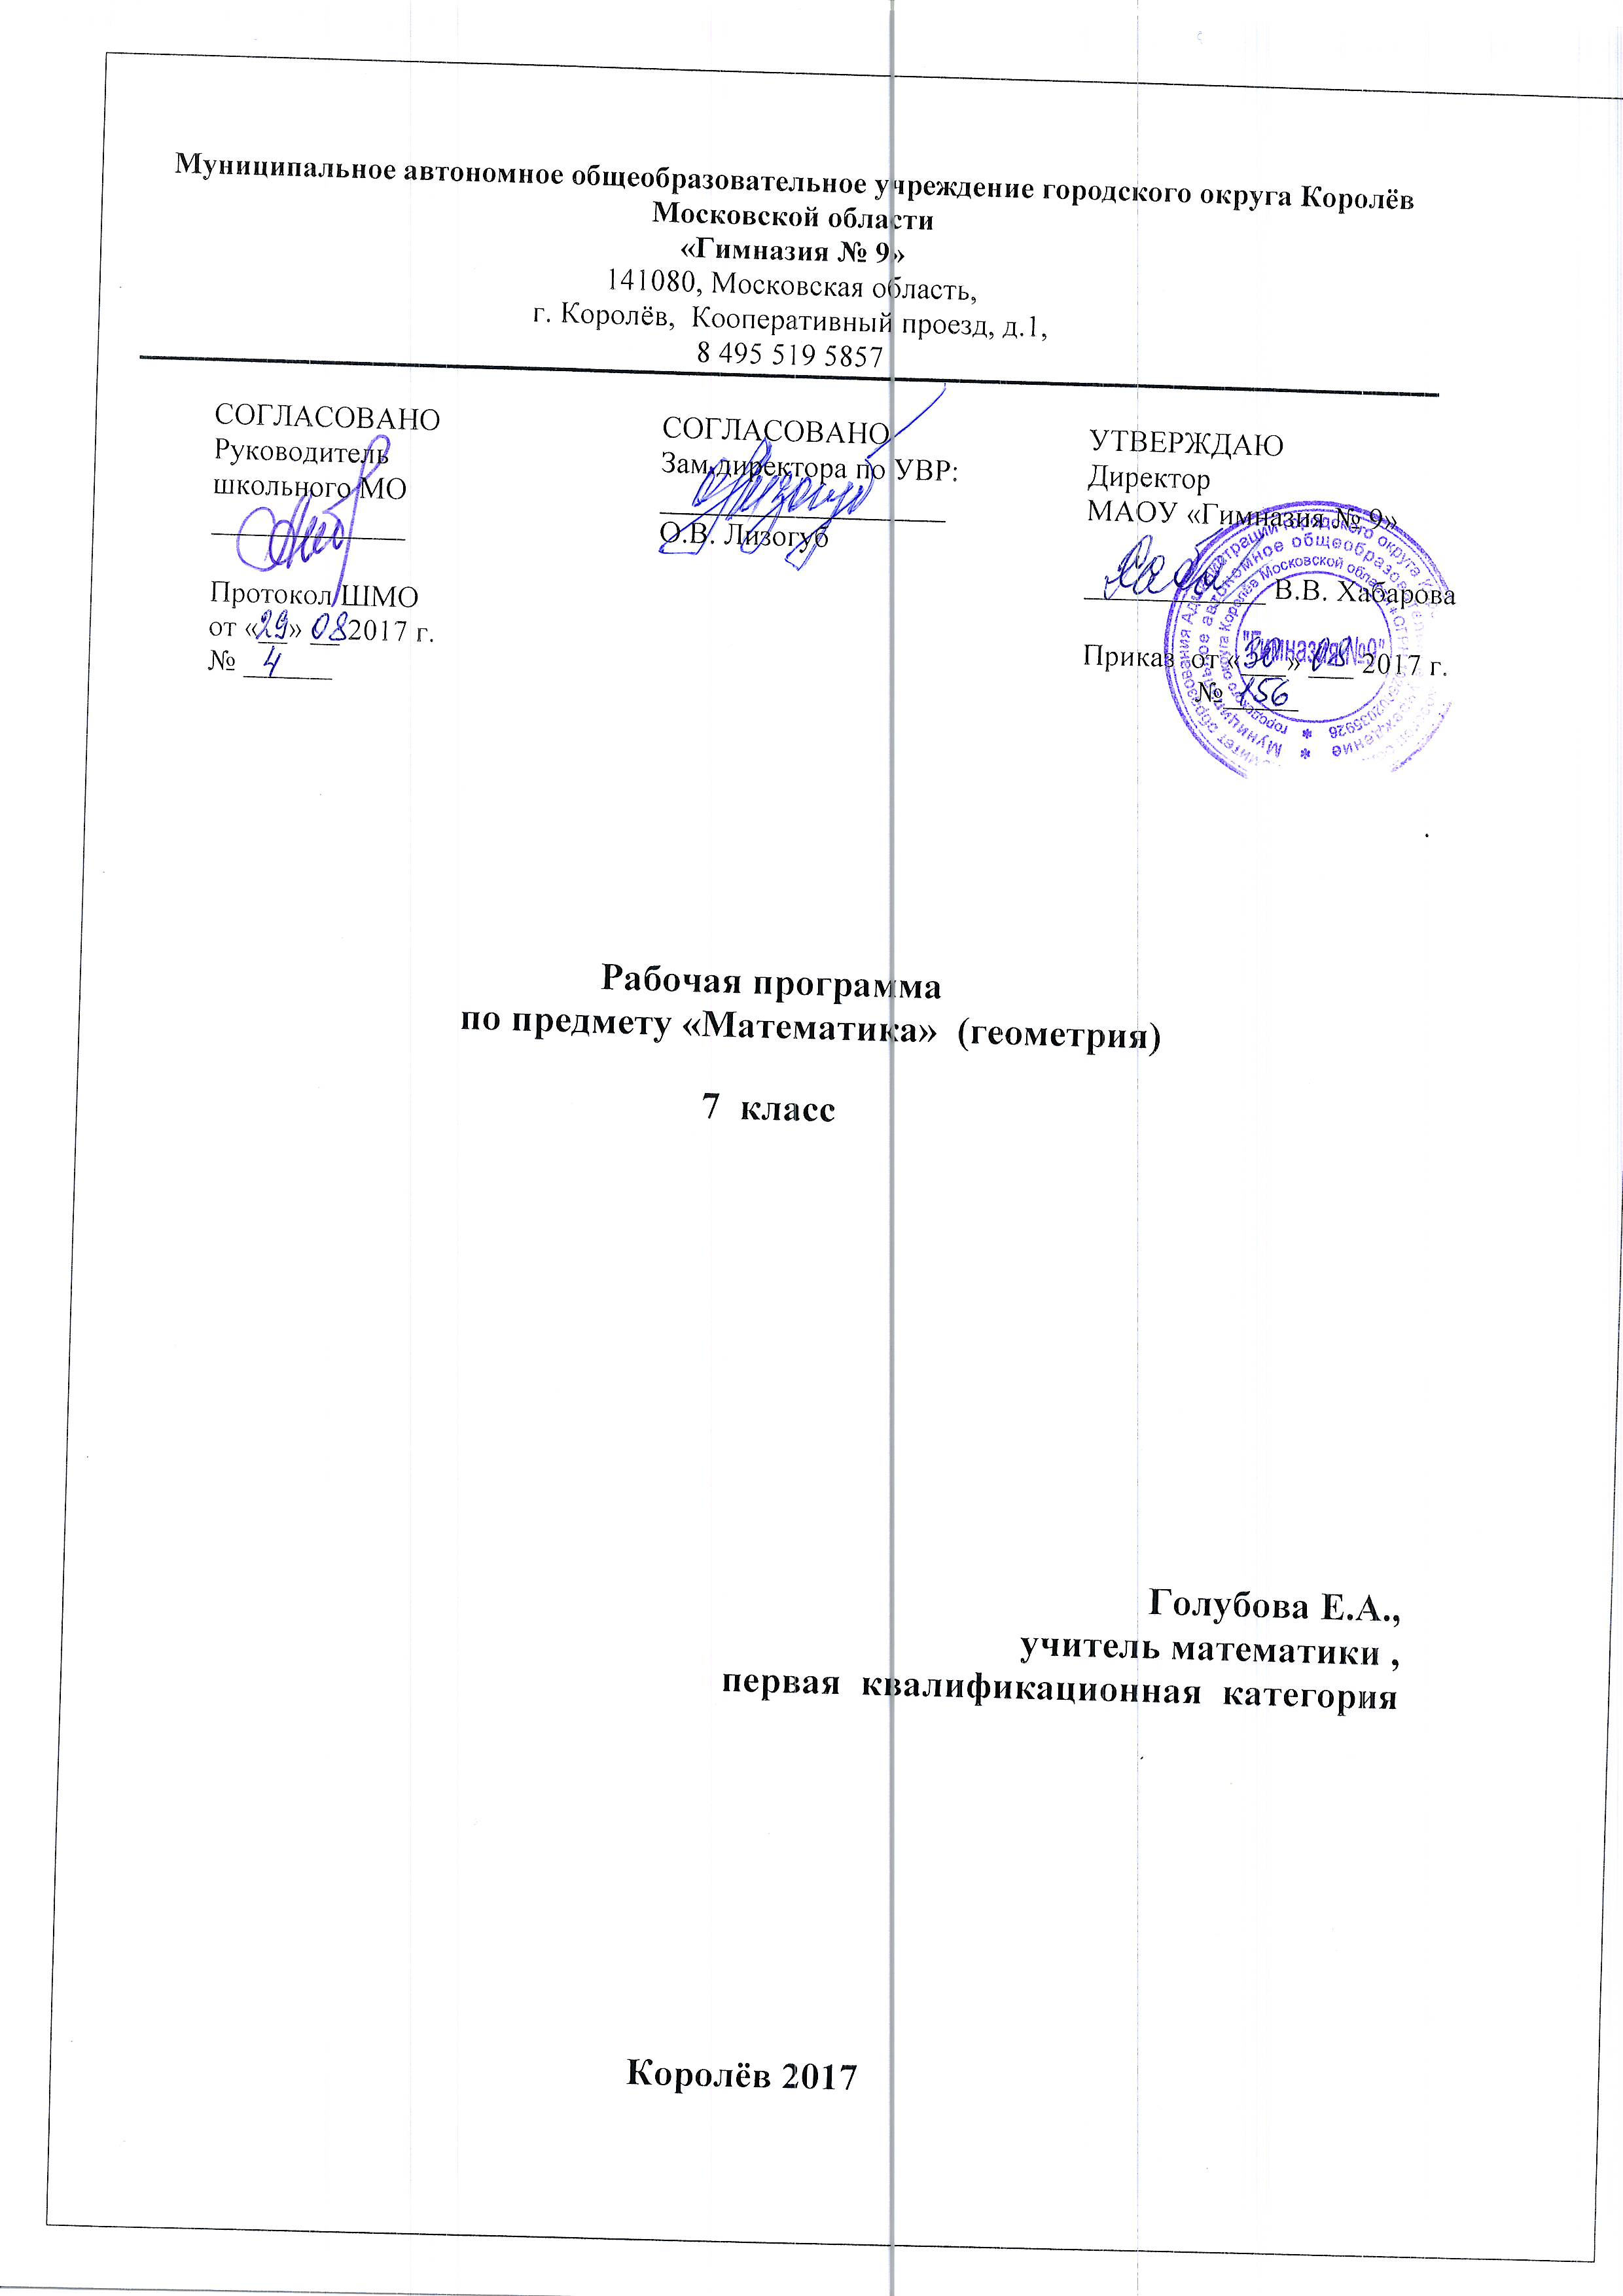 Муниципальное автономное общеобразовательное учреждение городского округа Королёв
Московской области
«Гимназия № 9»
141080, Московская область,
г. Королёв, Кооперативный проезд, д.1,
8 495 519 5857
СОГЛАСОВАНО
Руководитель
школьного МО
Протокол ШМО
от «29» 08 2017 г.
№ 4
СОГЛАСОВАНО
Зам.директора по УВР:
О.В. Лизогуб
УТВЕРЖДАЮ
Директор
МАОУ «Гимназия № 9»
В.В. Хабарова
Приказ от «30» 08 2017 г.
№ 156
"Гимназия №9"
Рабочая программа
по предмету «Математика» (геометрия)
7 класс
Голубова Е.А.,
учитель математики ,
первая квалификационная категория
Королёв 2017